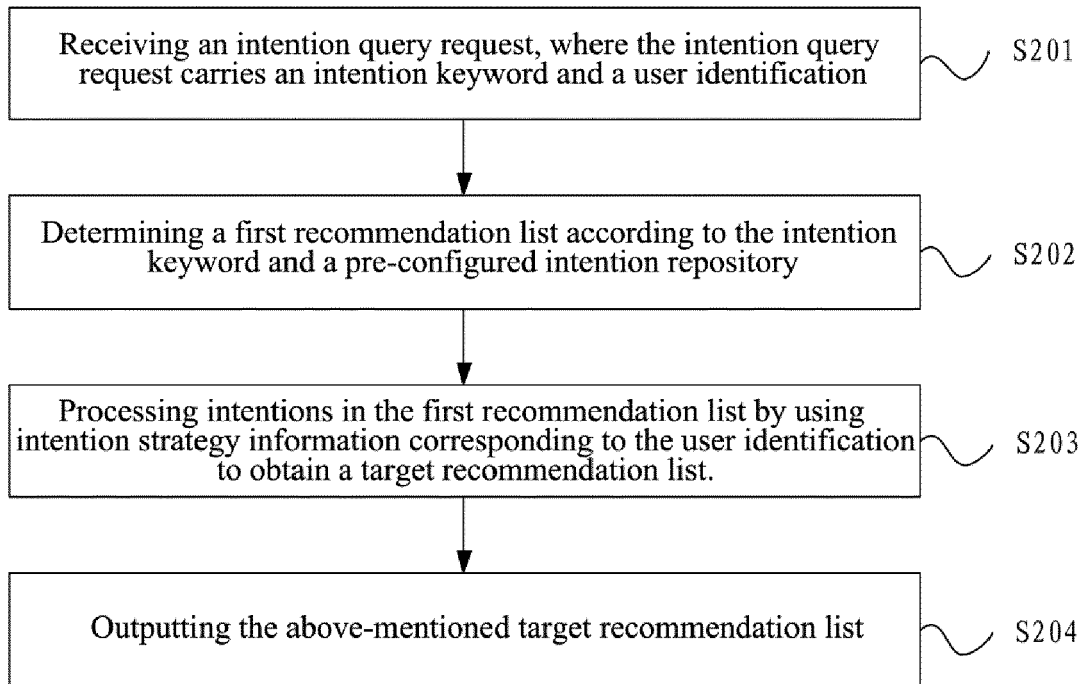 Receiving an intention query request, where the intention query
request carries an intention keyword and a user identification
S201
Determining a first recommendation list according to the intention
keyword and a pre-configured intention repository
S202
Processing intentions in the first recommendation list by using
intention strategy information corresponding to the user identification
to obtain a target recommendation list.
S203
Outputting the above-mentioned target recommendation list
S204